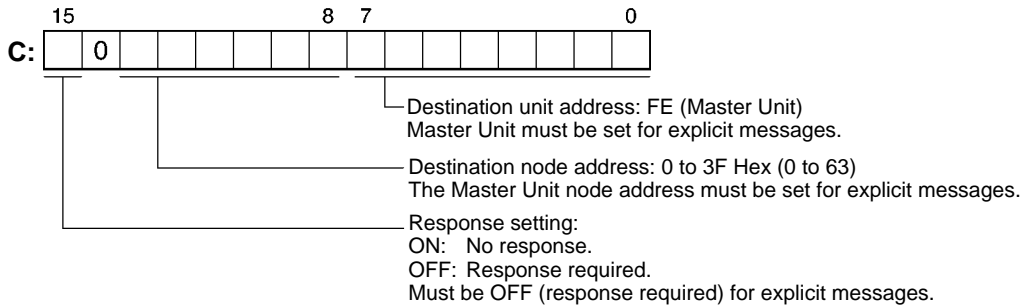 15 8 7 0
C: 0
Destination unit address: FE (Master Unit)
Master Unit must be set for explicit messages.
Destination node address: 0 to 3F Hex (0 to 63)
The Master Unit node address must be set for explicit messages.
Response setting:
ON: No response.
OFF: Response required.
Must be OFF (response required) for explicit messages.